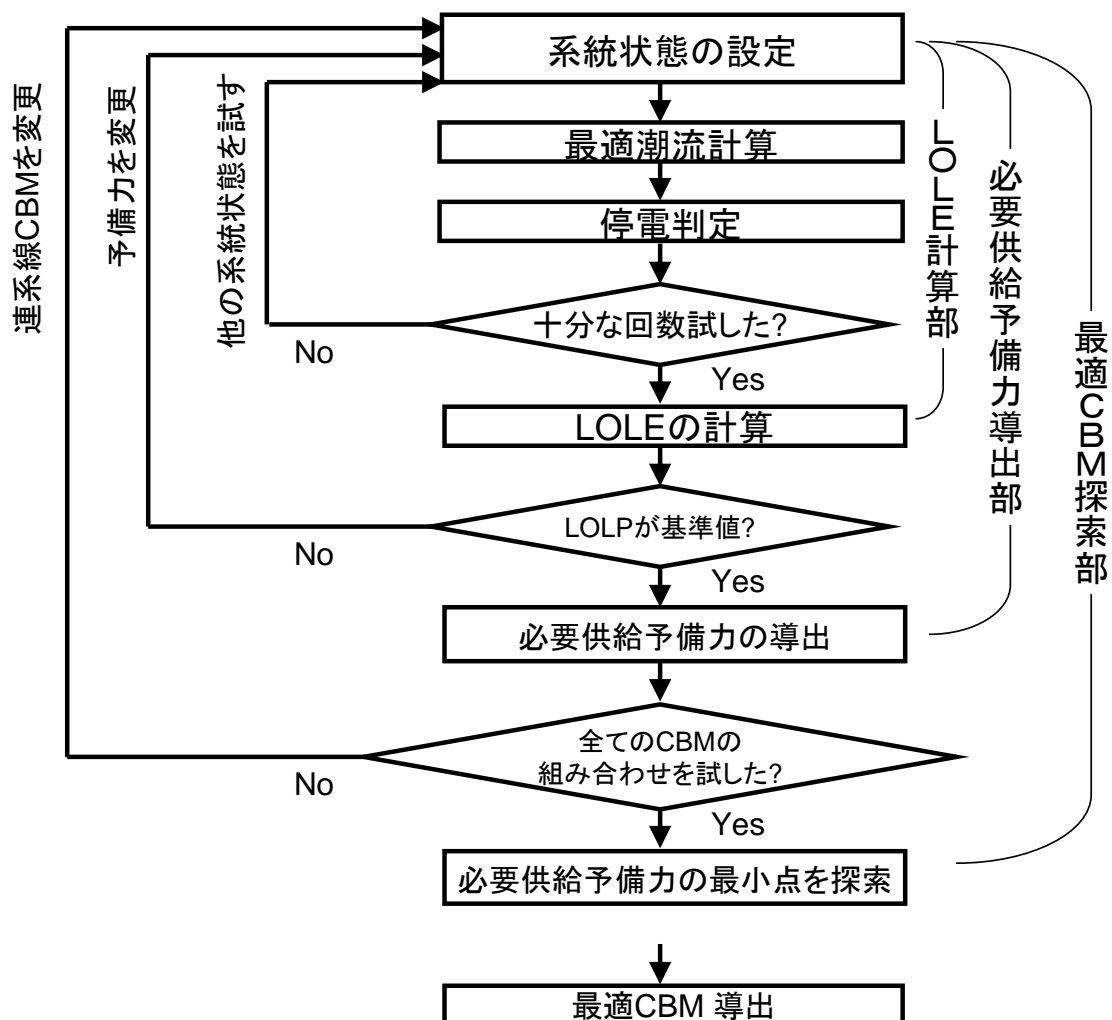 系統状態の設定
最適潮流計算
停電判定
十分な回数試した?
No
Yes
LOLEの計算
LOLPが基準値?
No
Yes
必要供給予備力の導出
全てのCBMの
組み合わせを試した?
No
Yes
必要供給予備力の最小点を探索
最適CBM 導出
連系線CBMを変更
予備力を変更
他の系統状態を試す
LOLE計算部
必要供給予備力導出部
最適CBM探索部